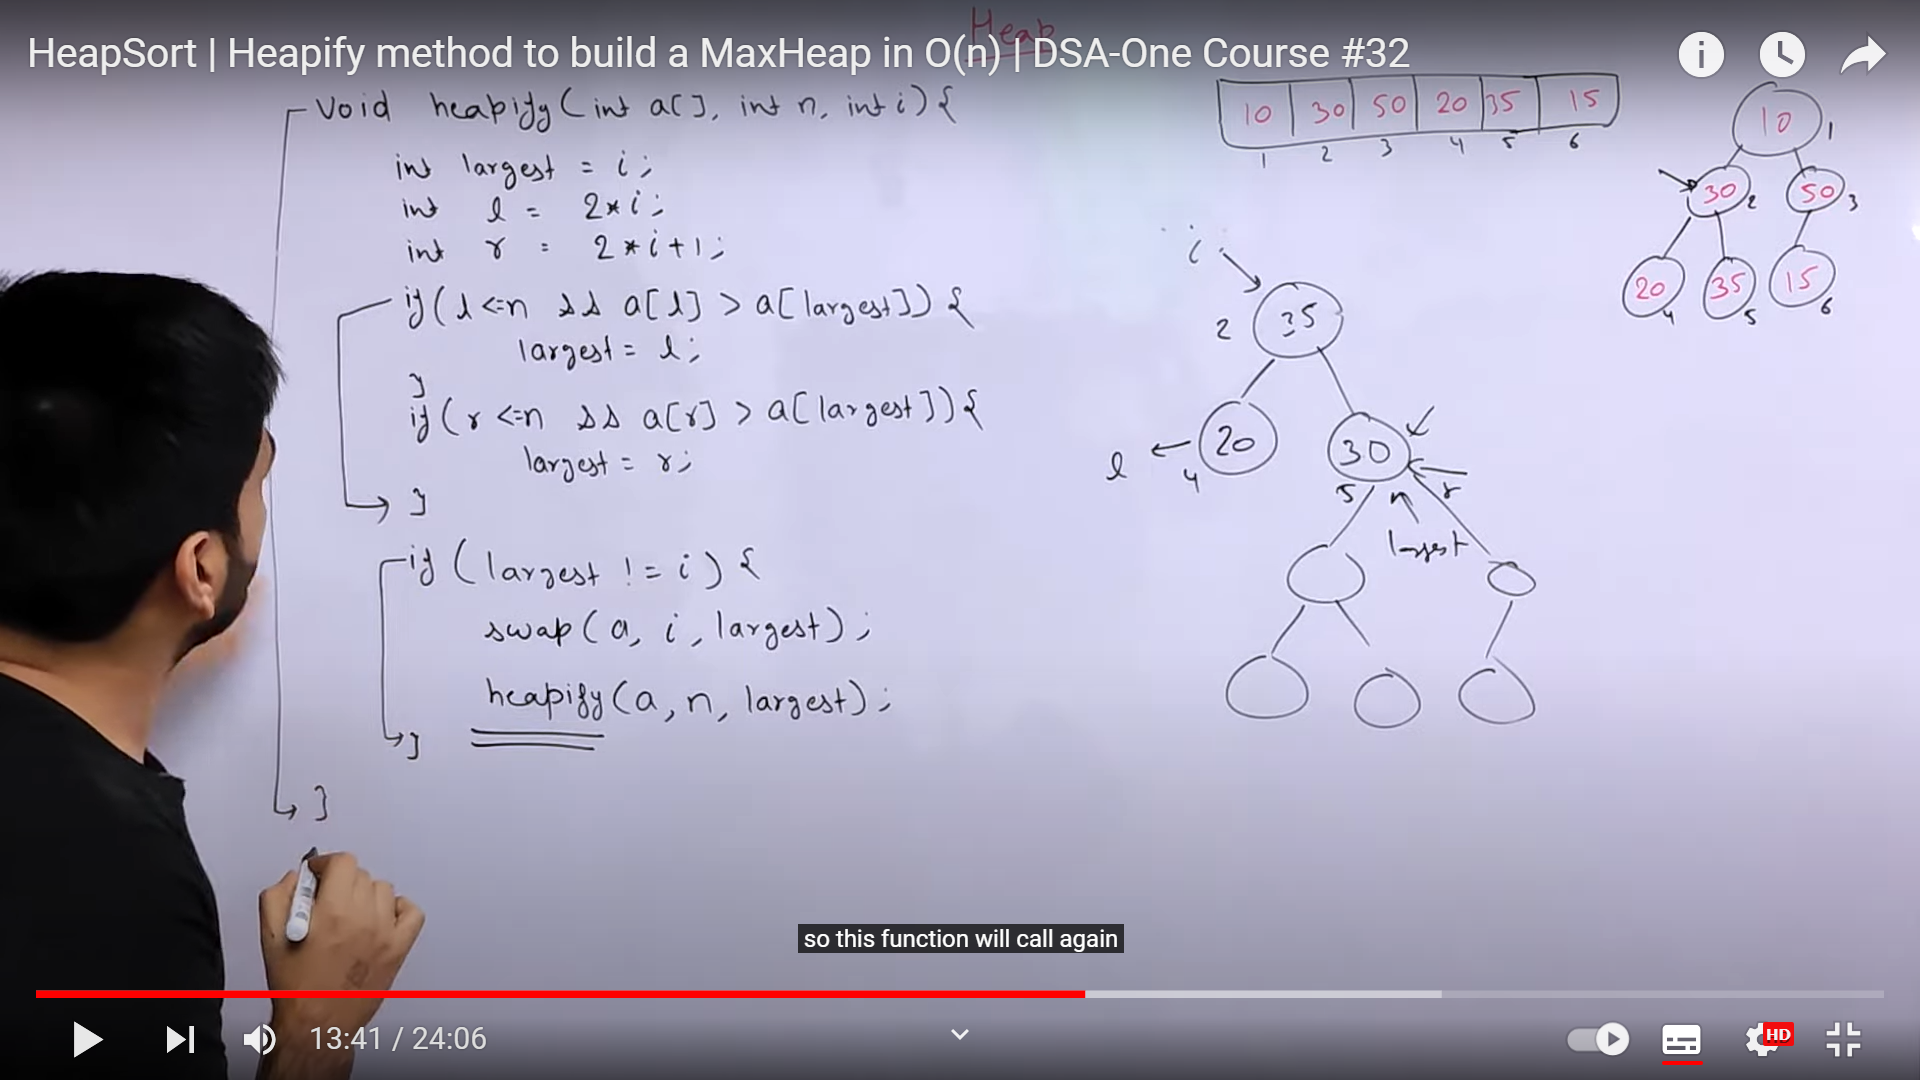 Heap
HeapSort | Heapify method to build a MaxHeap in O(n) | DSA-One Course #32
void heapify(int a[], int n, int i){
int largest = i;
int l = 2*i;
int r = 2*i+1;
if(l <=n && a[l] > a[largest]) {
largest = l;
}
if(r <=n && a[r] > a[largest]){
largest = r;
}
if (largest != i) {
swap(a, i, largest);
heapify(a, n, largest);
}
}
10 30 50 20 35 15
1 2 3 4 5 6
10 1
30 2 50 3
20 4 35 5 15 6
i
2 35
l 20 30
4 5 r
largest
so this function will call again
13:41 / 24:06
HD